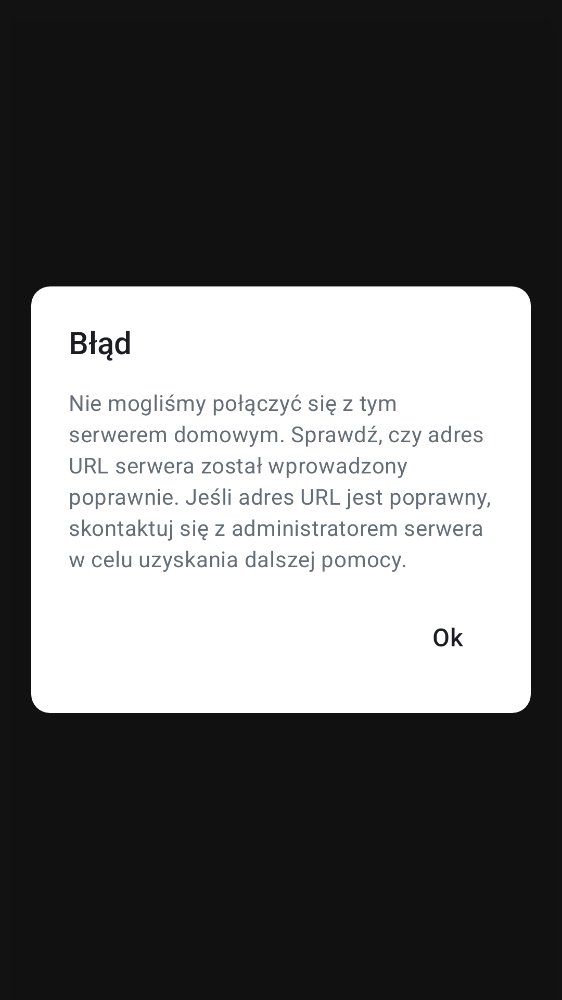 Błąd
Nie mogliśmy połączyć się z tym
serwerem domowym. Sprawdź, czy adres
URL serwera został wprowadzony
poprawnie. Jeśli adres URL jest poprawny,
skontaktuj się z administratorem serwera
w celu uzyskania dalszej pomocy.
Ok